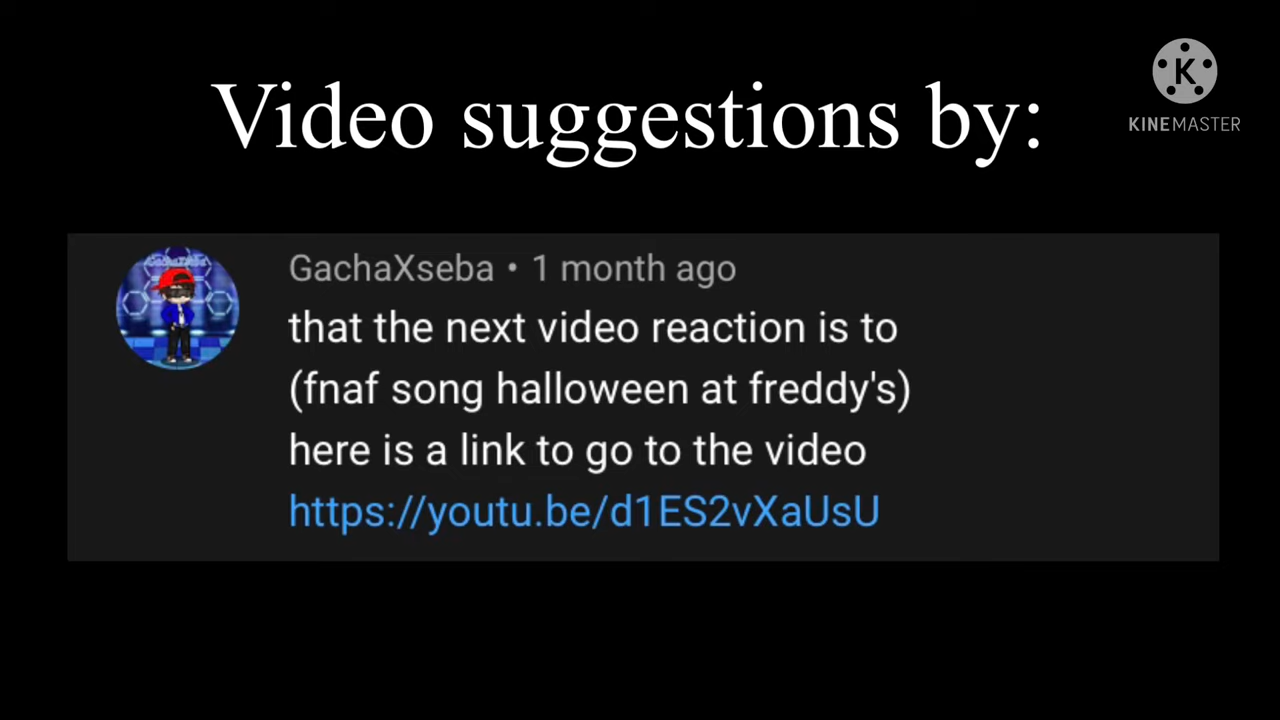 Video suggestions by:
K
KINEMASTER
GachaXseba • 1 month ago
that the next video reaction is to
(fnaf song halloween at freddy's)
here is a link to go to the video
https://youtu.be/d1ES2vXaUsU